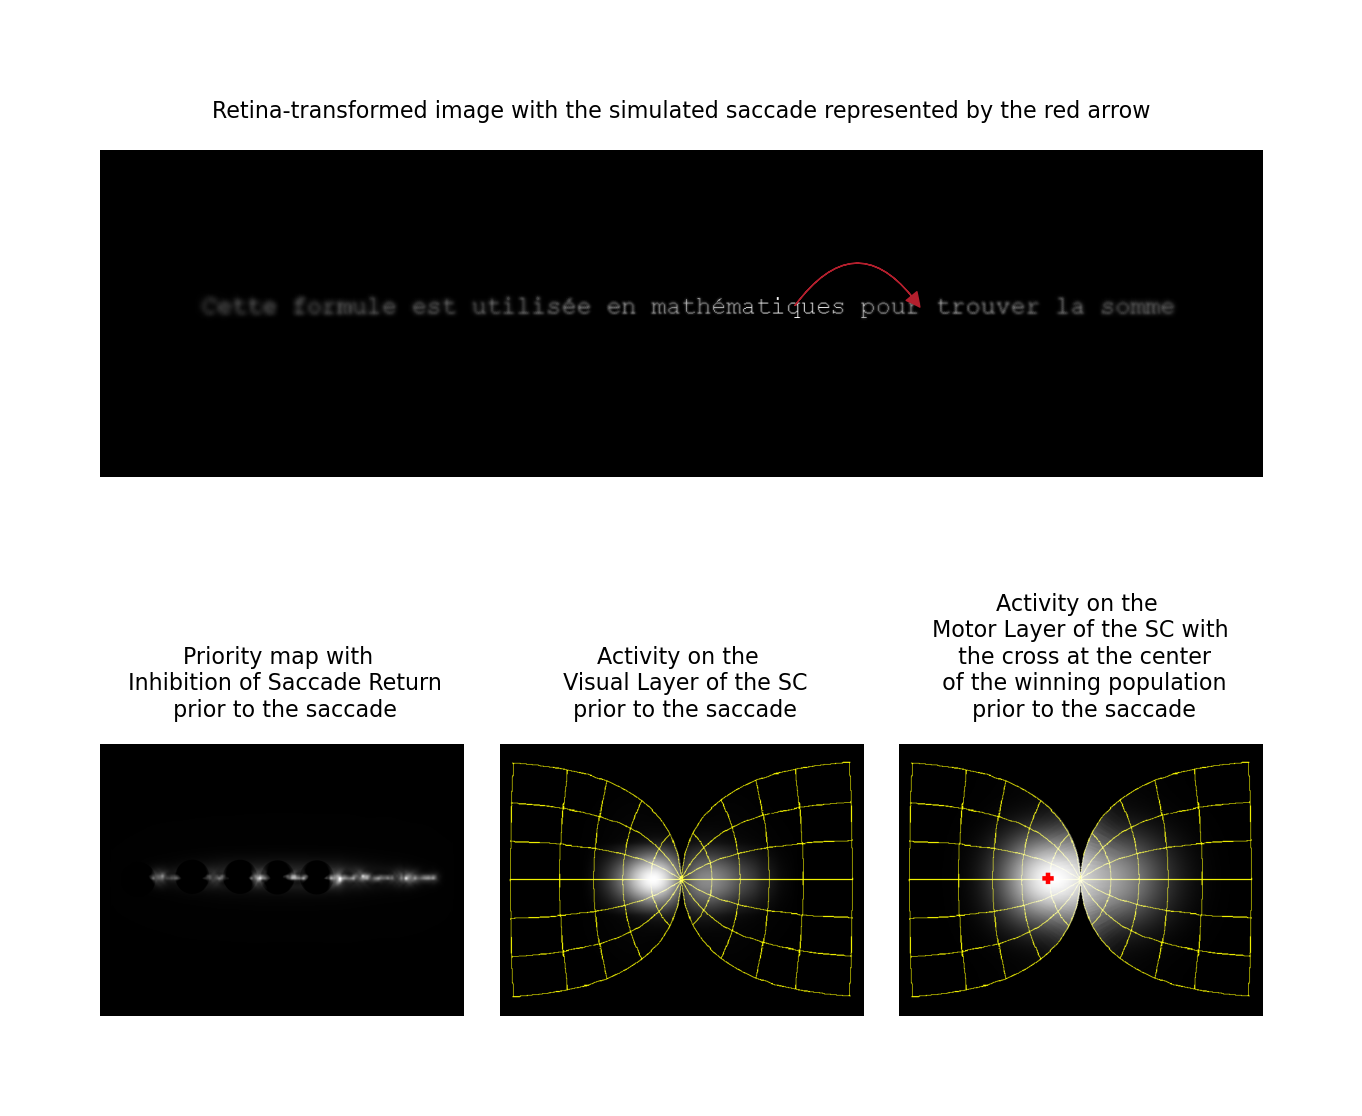 Retina-transformed image with the simulated saccade represented by the red arrow
Cette formule est utilisée en mathématiques pour trouver la somme
Priority map with
Inhibition of Saccade Return
prior to the saccade
Activity on the
Visual Layer of the SC
prior to the saccade
Activity on the
Motor Layer of the SC with
the cross at the center
of the winning population
prior to the saccade